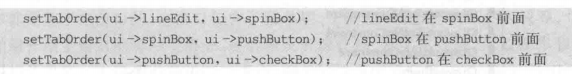 setTabOrder(ui->lineEdit, ui->spinBox); //lineEdit 在 spinBox 前面
setTabOrder(ui->spinBox, ui->pushButton); //spinBox 在 pushButton 前面
setTabOrder(ui->pushButton, ui->checkBox); //pushButton 在 checkBox 前面